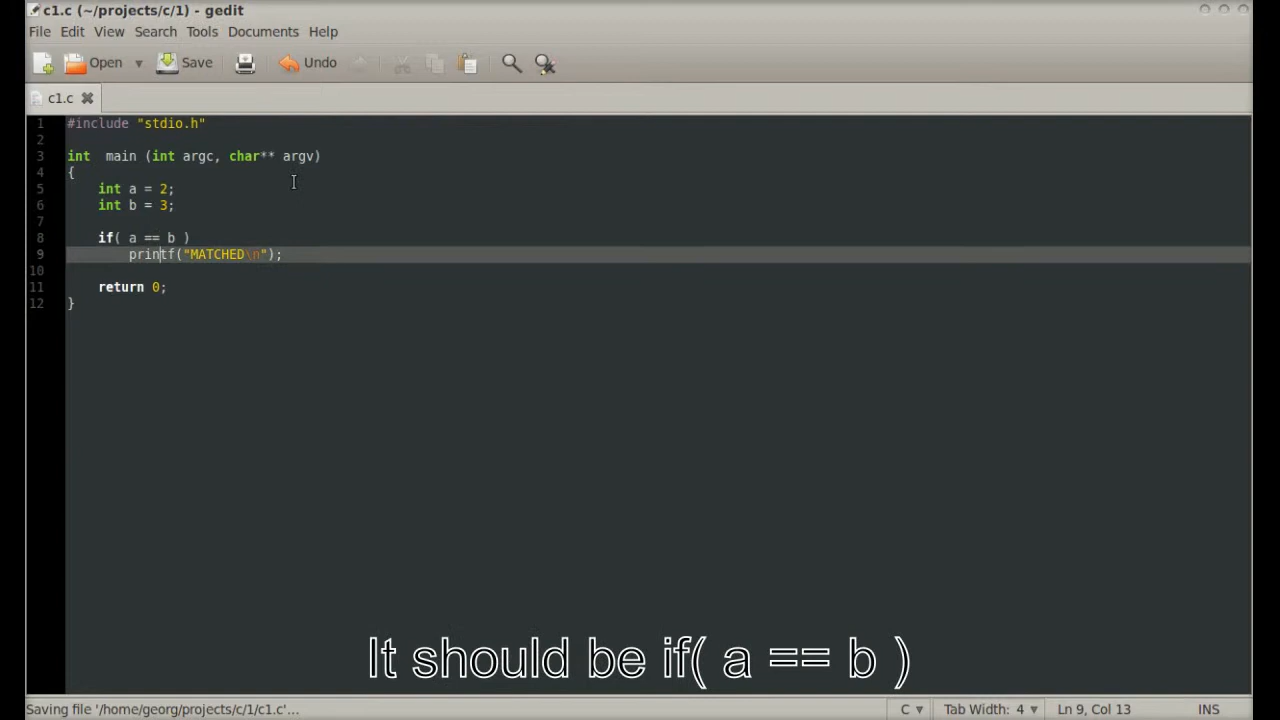 c1.c (~/projects/c/1) - gedit
File Edit View Search Tools Documents Help
Open Save Undo
c1.c
1 #include "stdio.h"
2
3 int  main (int argc, char** argv)
4 {
5     int a = 2;
6     int b = 3;
7
8     if( a == b )
9         printf("MATCHED\n");
10
11     return 0;
12 }
It should be if( a == b )
Saving file '/home/georg/projects/c/1/c1.c'... C Tab Width: 4 Ln 9, Col 13 INS